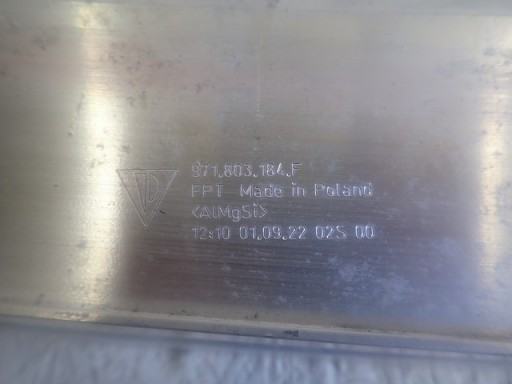 971.803.184.F
FPT Made in Poland
<AlMgSi>
12:10 01.09.22 02S 00